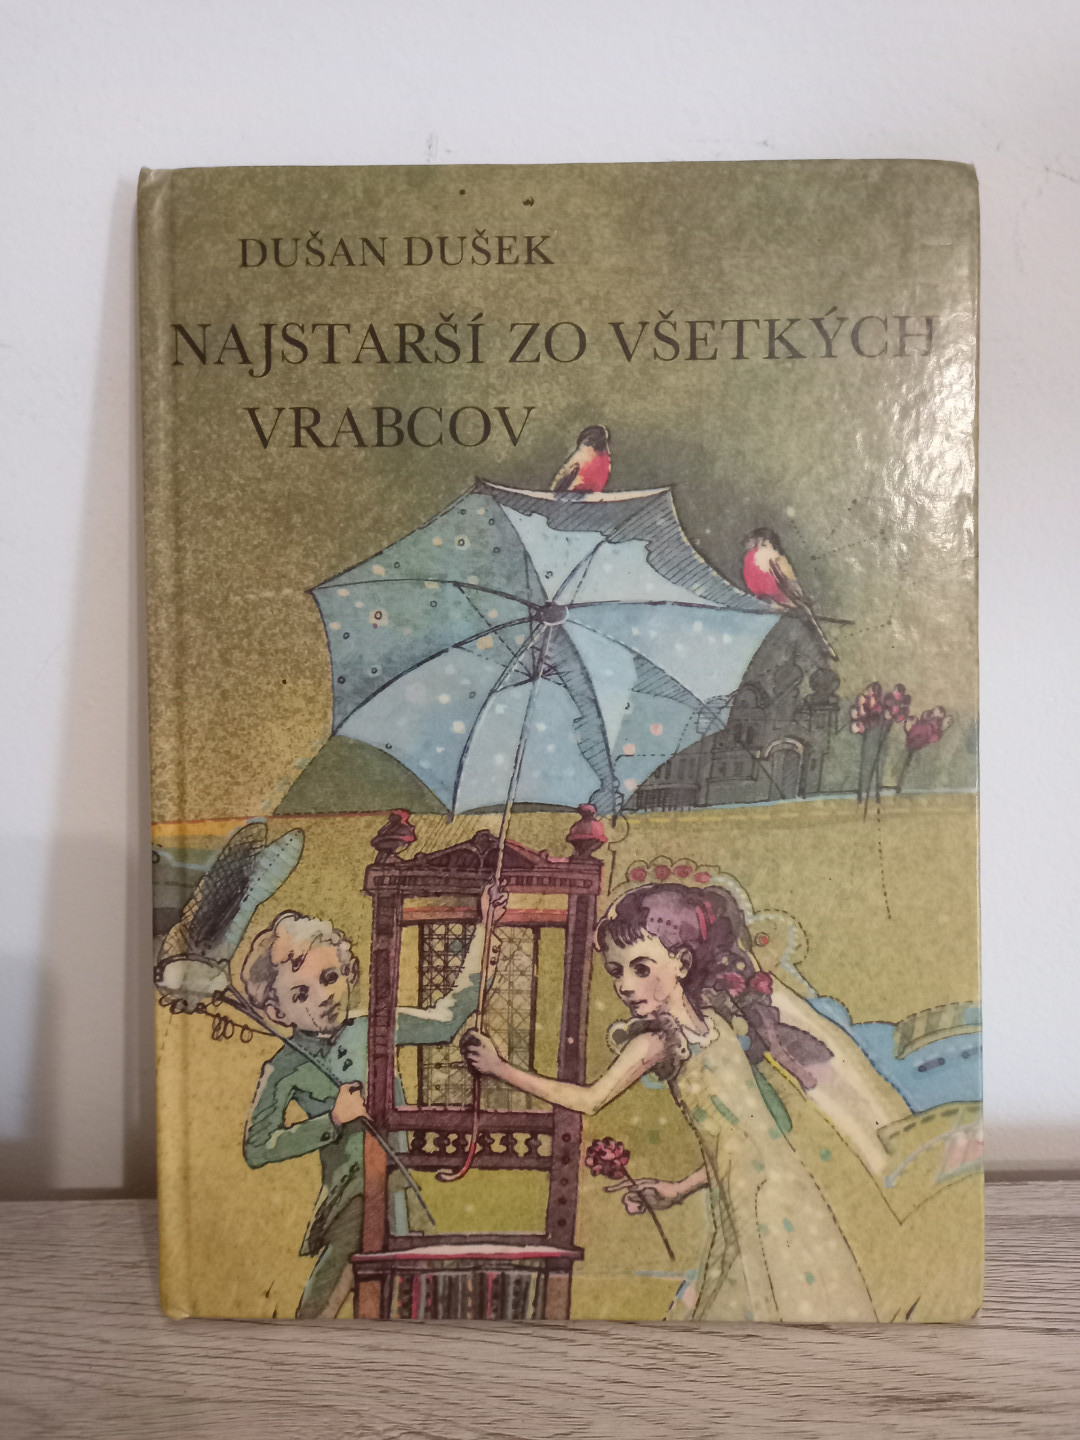 DUŠAN DUŠEK
NAJSTARŠÍ ZO VŠETKÝCH
VRABCOV